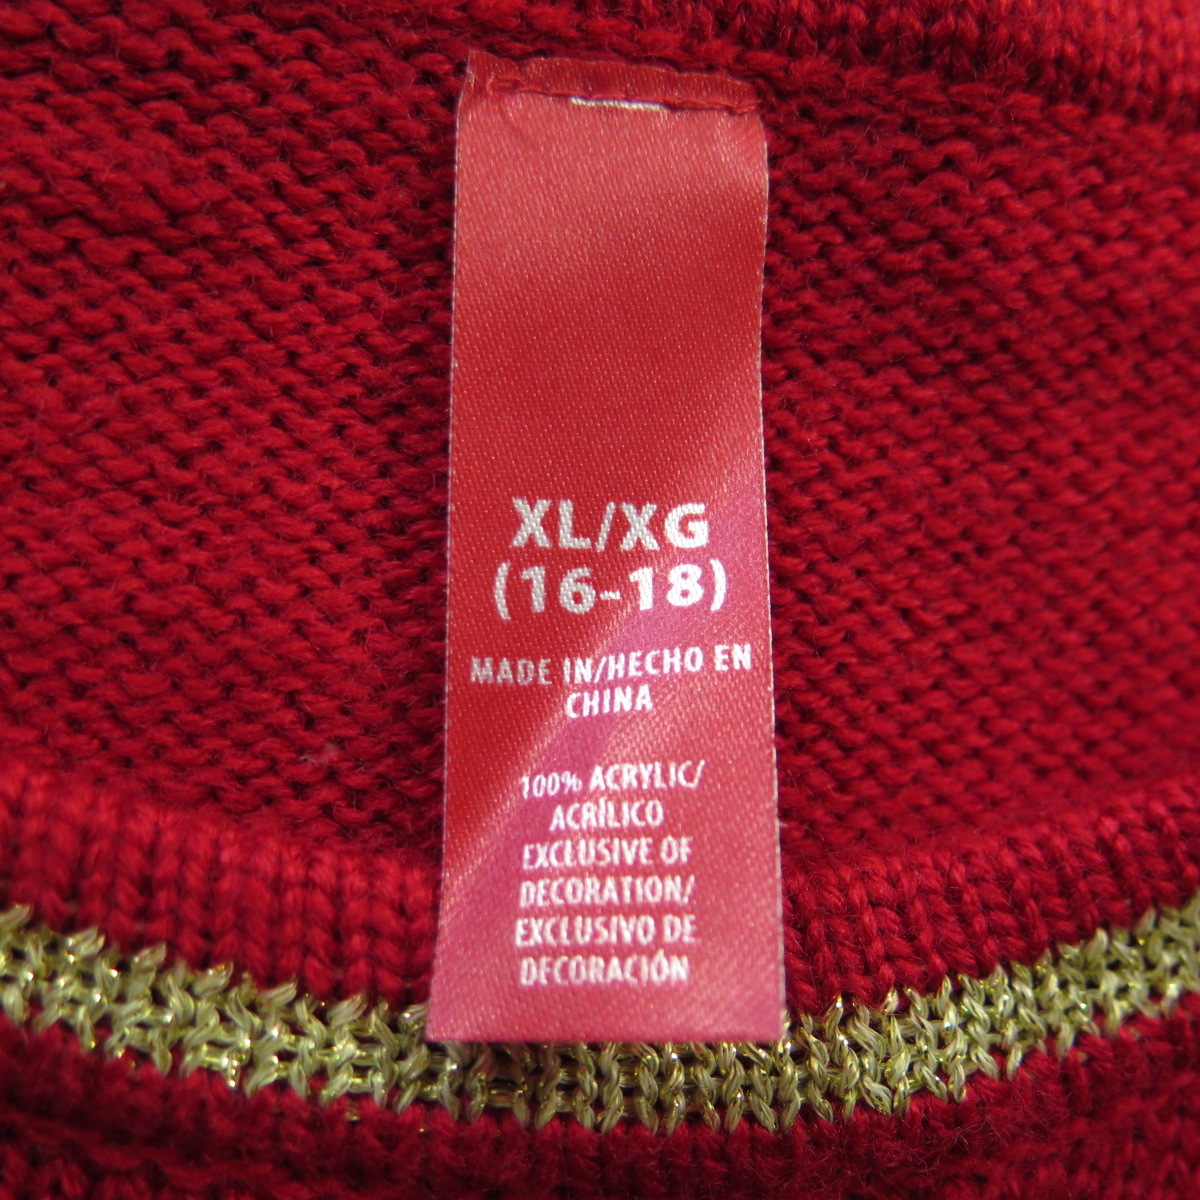 XL/XG
(16-18)
MADE IN/HECHO EN
CHINA
100% ACRYLIC/
ACRÍLICO
EXCLUSIVE OF
DECORATION/
EXCLUSIVO DE
DECORACIÓN